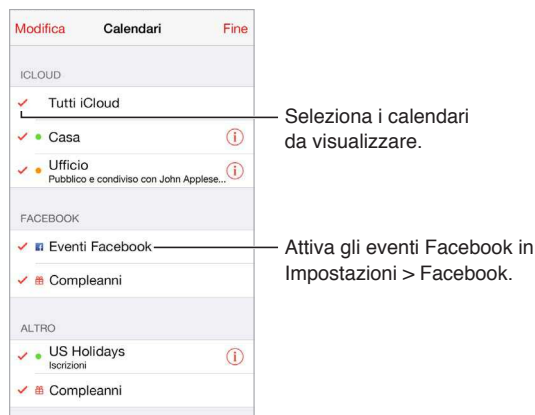 Modifica Calendari Fine
ICLOUD
Tutti iCloud
Casa
Ufficio
Pubblico e condiviso con John Applese...
FACEBOOK
Eventi Facebook
Compleanni
ALTRO
US Holidays
Iscrizioni
Compleanni
Seleziona i calendari
da visualizzare.
Attiva gli eventi Facebook in
Impostazioni > Facebook.